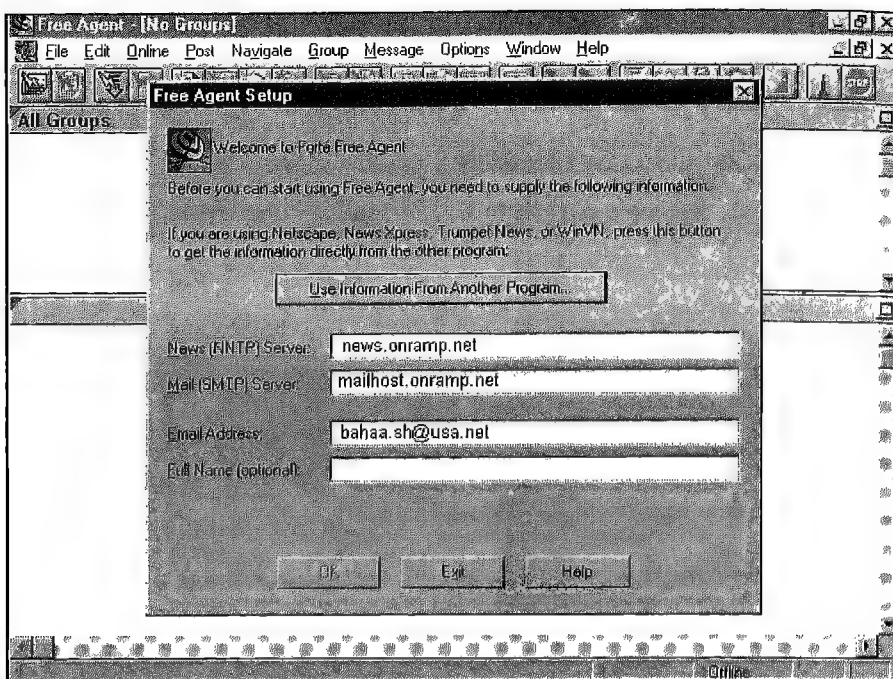 Free Agent - [No Groups]
File Edit Online Post Navigate Group Message Options Window Help
Free Agent Setup
All Groups
Welcome to Forte Free Agent
Before you can start using Free Agent, you need to supply the following information.
If you are using Netscape, News Xpress, Trumpet News, or WinVN, press this button
to get the information directly from the other program:
Use Information From Another Program...
News (NNTP) Server: news.onramp.net
Mail (SMTP) Server: mailhost.onramp.net
Email Address: bahaa.sh@usa.net
Full Name (optional):
OK Exit Help
Offline